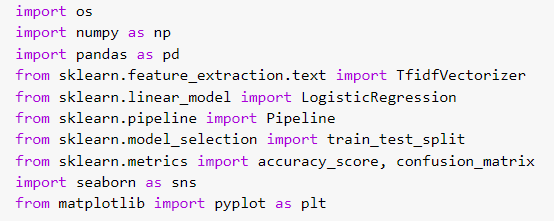 import os
import numpy as np
import pandas as pd
from sklearn.feature_extraction.text import TfidfVectorizer
from sklearn.linear_model import LogisticRegression
from sklearn.pipeline import Pipeline
from sklearn.model_selection import train_test_split
from sklearn.metrics import accuracy_score, confusion_matrix
import seaborn as sns
from matplotlib import pyplot as plt